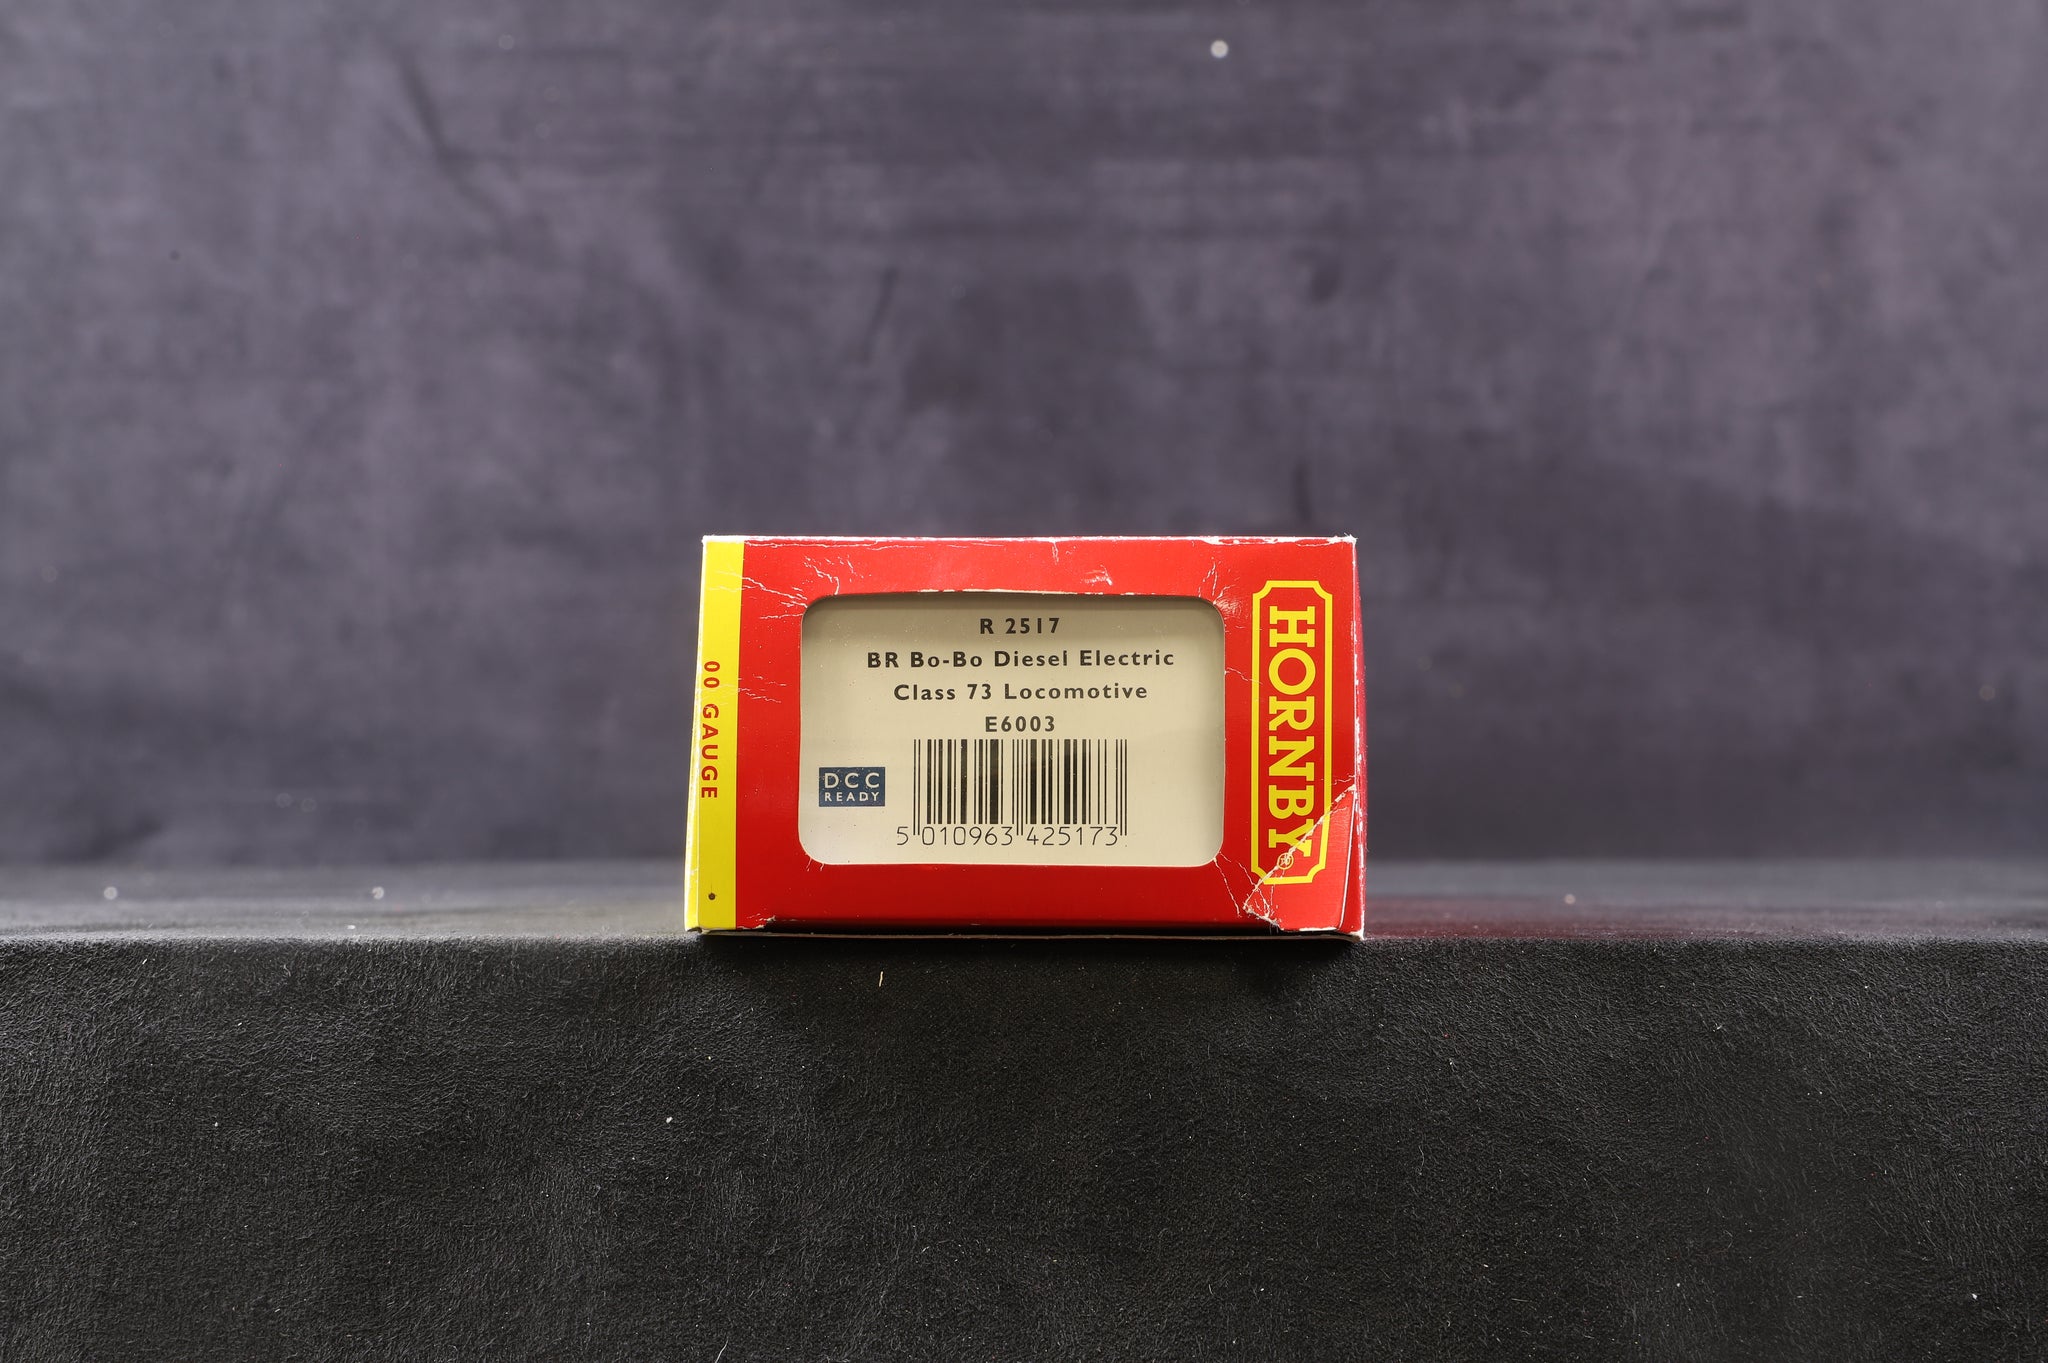 00 GAUGE
R 2517
BR Bo-Bo Diesel Electric
Class 73 Locomotive
E6003
DCC
READY
5 010963 425173
HORNBY®